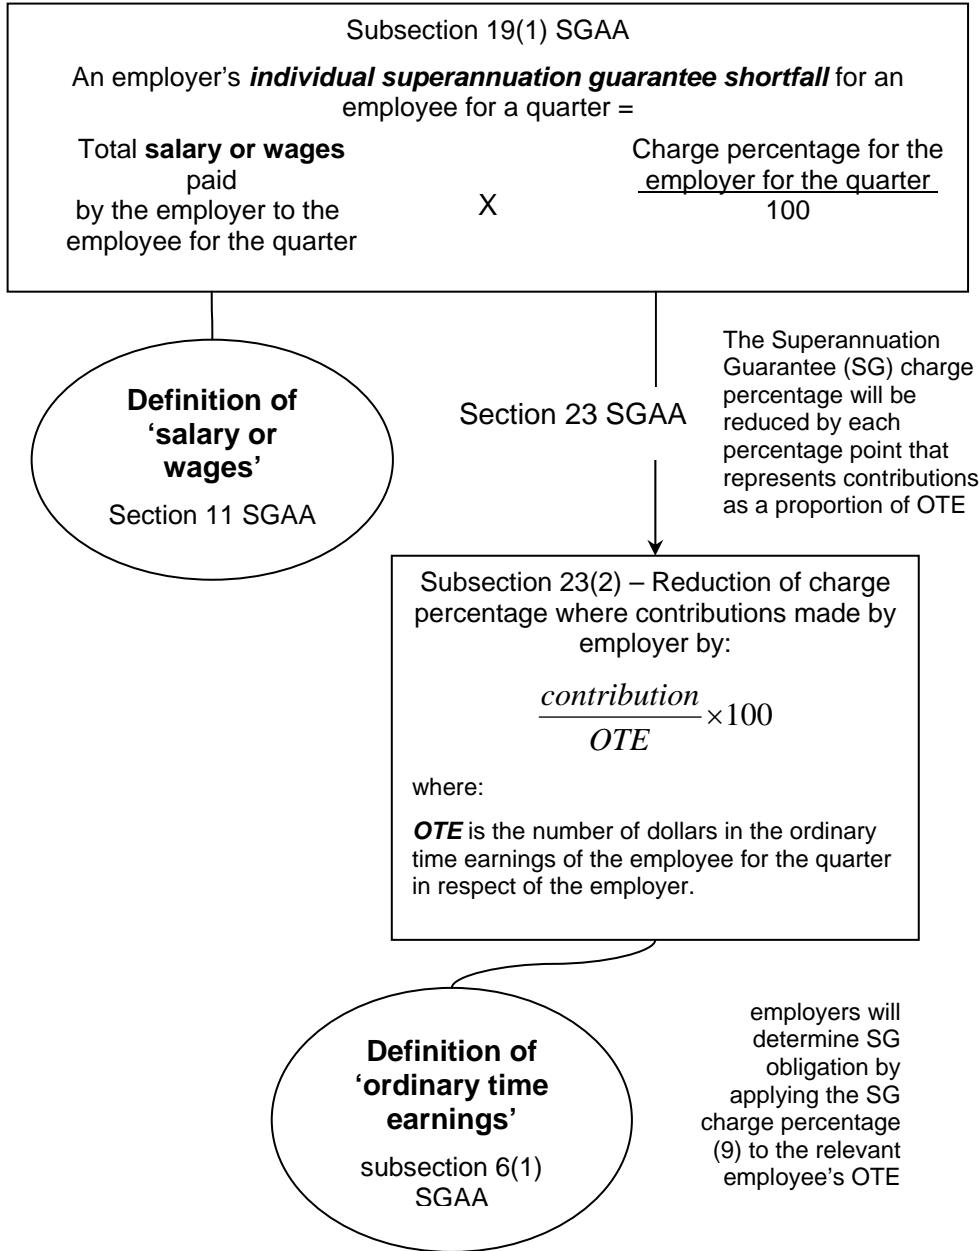 Subsection 19(1) SGAA
An employer's individual superannuation guarantee shortfall for an
employee for a quarter =
Total salary or wages
paid
by the employer to the
employee for the quarter
X
Charge percentage for the
employer for the quarter
100
Definition of
'salary or
wages'
Section 11 SGAA
Section 23 SGAA
The Superannuation
Guarantee (SG) charge
percentage will be
reduced by each
percentage point that
represents contributions
as a proportion of OTE
Subsection 23(2) – Reduction of charge
percentage where contributions made by
employer by:
contribution
OTE
×100
where:
OTE is the number of dollars in the ordinary
time earnings of the employee for the quarter
in respect of the employer.
Definition of
'ordinary time
earnings'
subsection 6(1)
SGAA
employers will
determine SG
obligation by
applying the SG
charge percentage
(9) to the relevant
employee's OTE